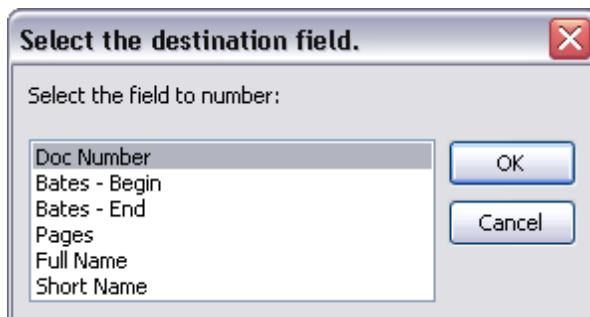 Select the destination field.
Select the field to number:
Doc Number
Bates - Begin
Bates - End
Pages
Full Name
Short Name
OK
Cancel